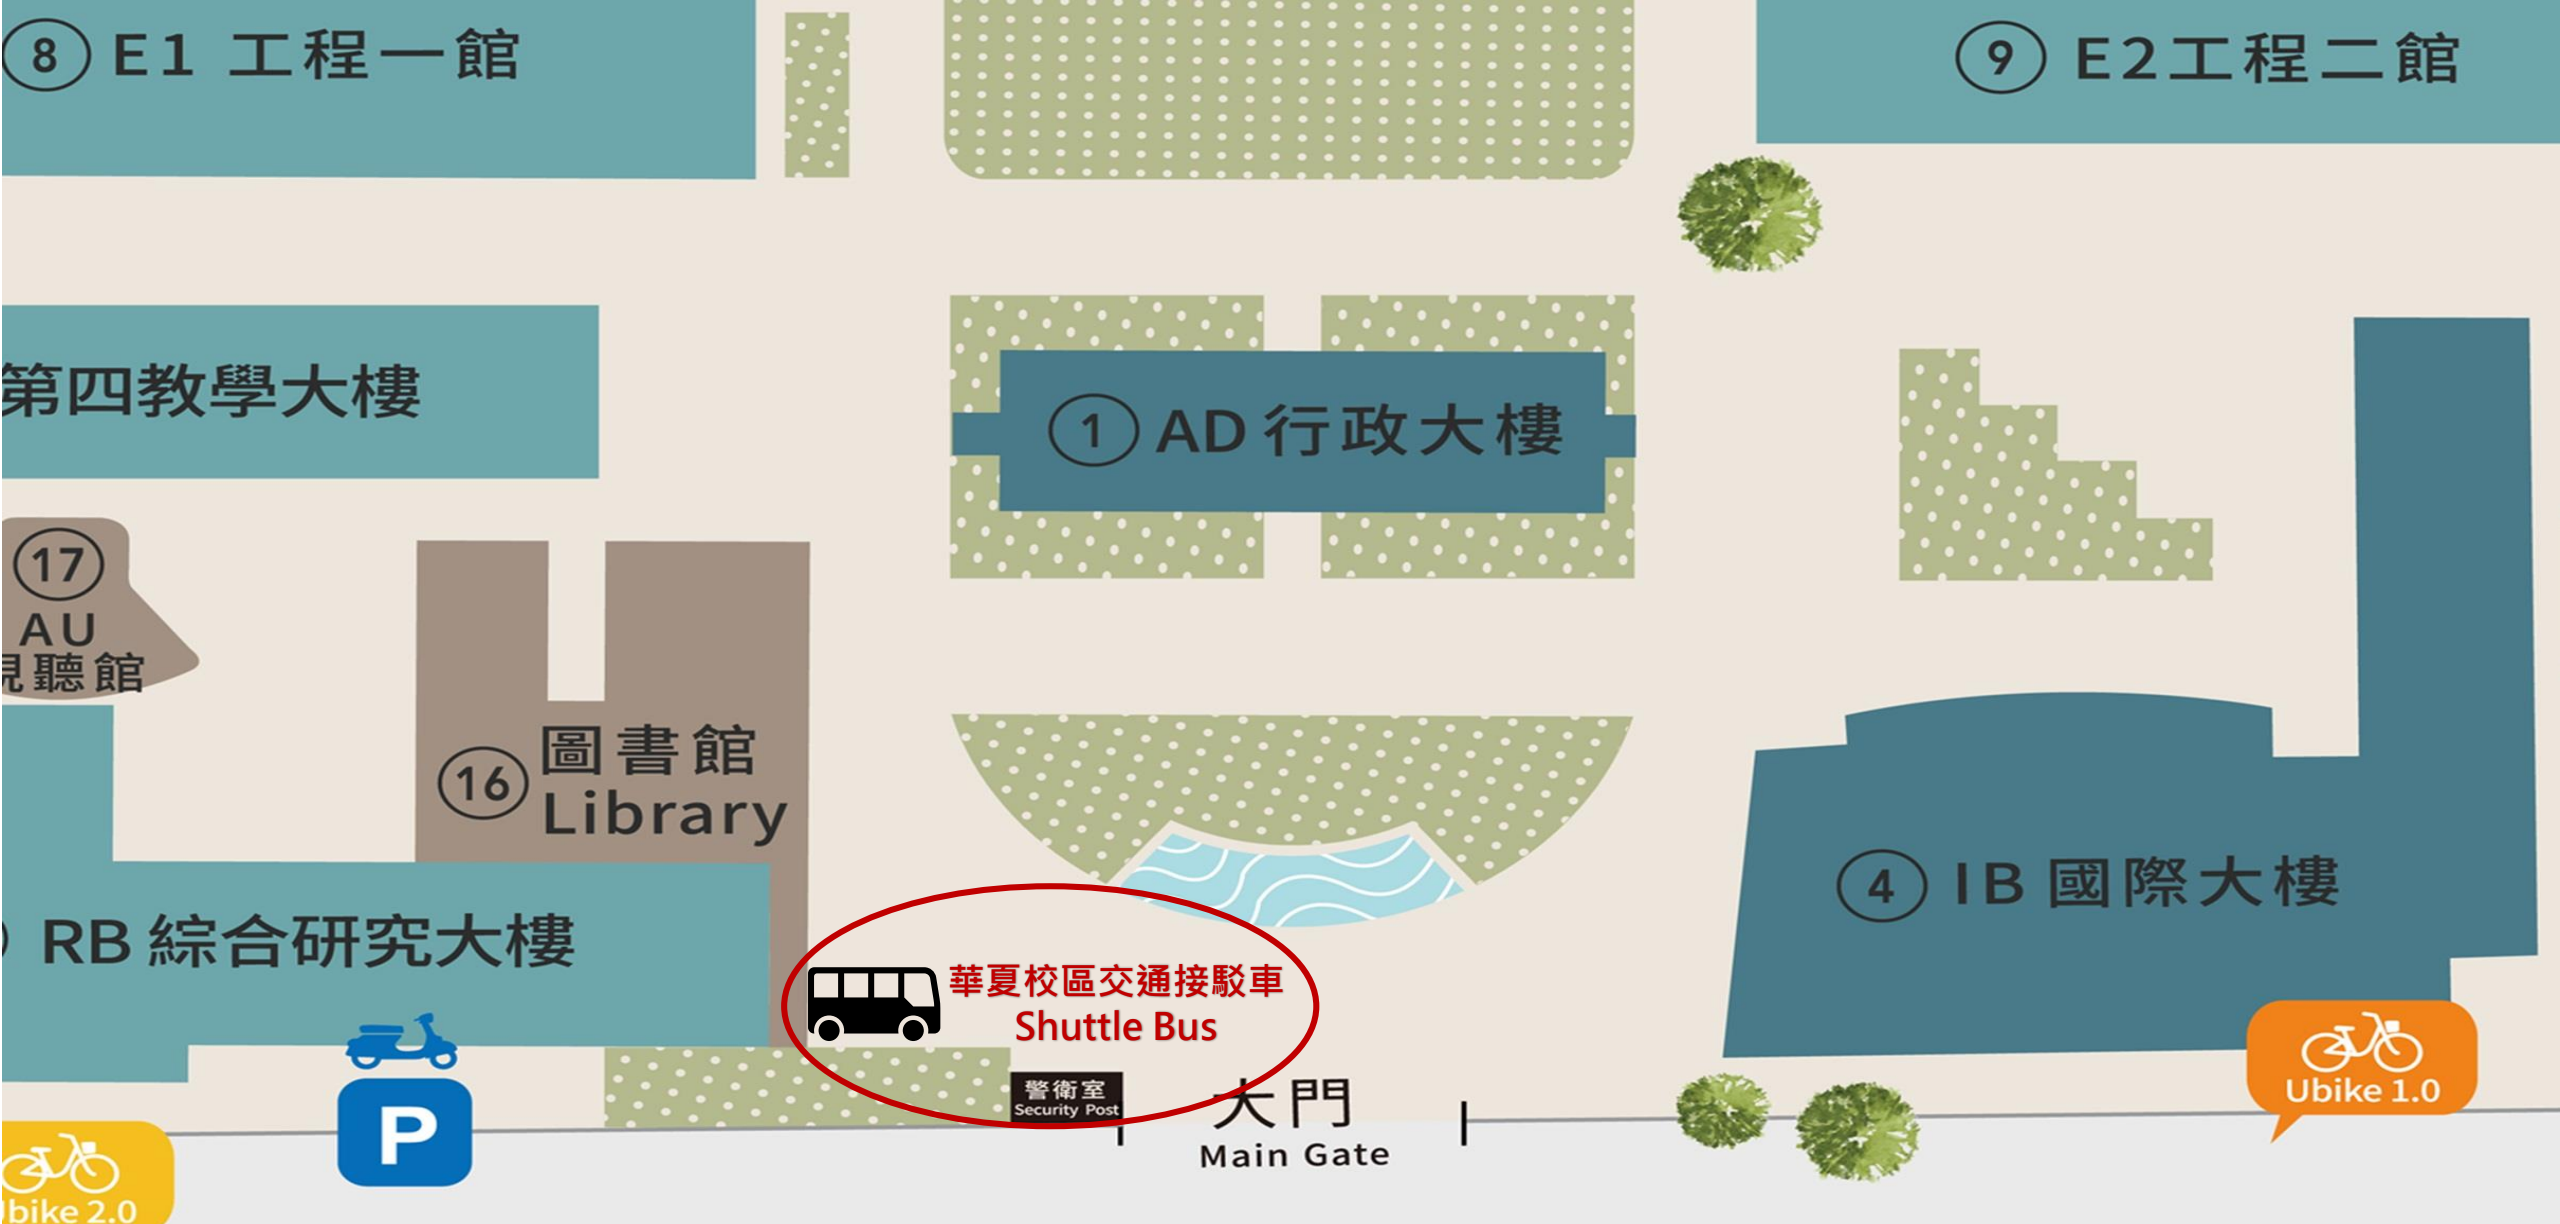 8 E1 工程一館
9 E2工程二館
第四教學大樓
1 AD 行政大樓
17
AU
視聽館
16 圖書館
Library
4 IB 國際大樓
RB 綜合研究大樓
華夏校區交通接駁車
Shuttle Bus
警衛室
Security Post
大門
Main Gate
P
Ubike 1.0
Ubike 2.0